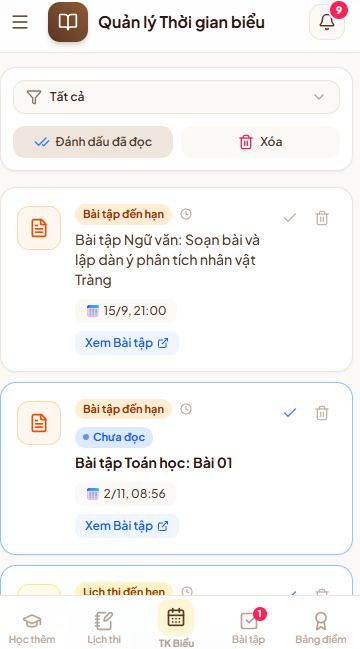 Quản lý Thời gian biểu
9
Tất cả
Đánh dấu đã đọc
Xóa
Bài tập đến hạn
Bài tập Ngữ văn: Soạn bài và
lập dàn ý phân tích nhân vật
Tràng
15/9, 21:00
Xem Bài tập
Bài tập đến hạn
Chưa đọc
Bài tập Toán học: Bài 01
2/11, 08:56
Xem Bài tập
Lịch thi đến hạn
1
Học thêm
Lịch thi
TK Biểu
Bài tập
Bảng điểm